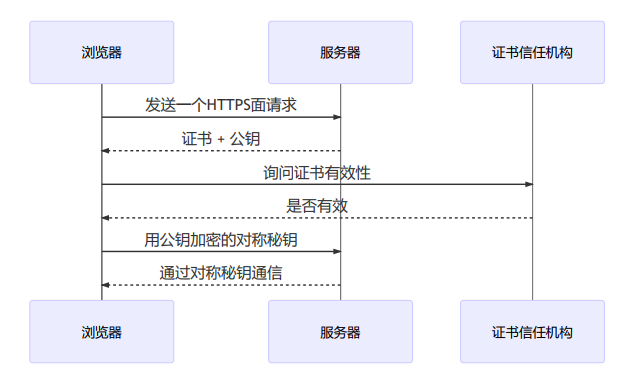 浏览器
服务器
证书信任机构
发送一个HTTPS面请求
证书 + 公钥
询问证书有效性
是否有效
用公钥加密的对称秘钥
通过对称秘钥通信
浏览器
服务器
证书信任机构